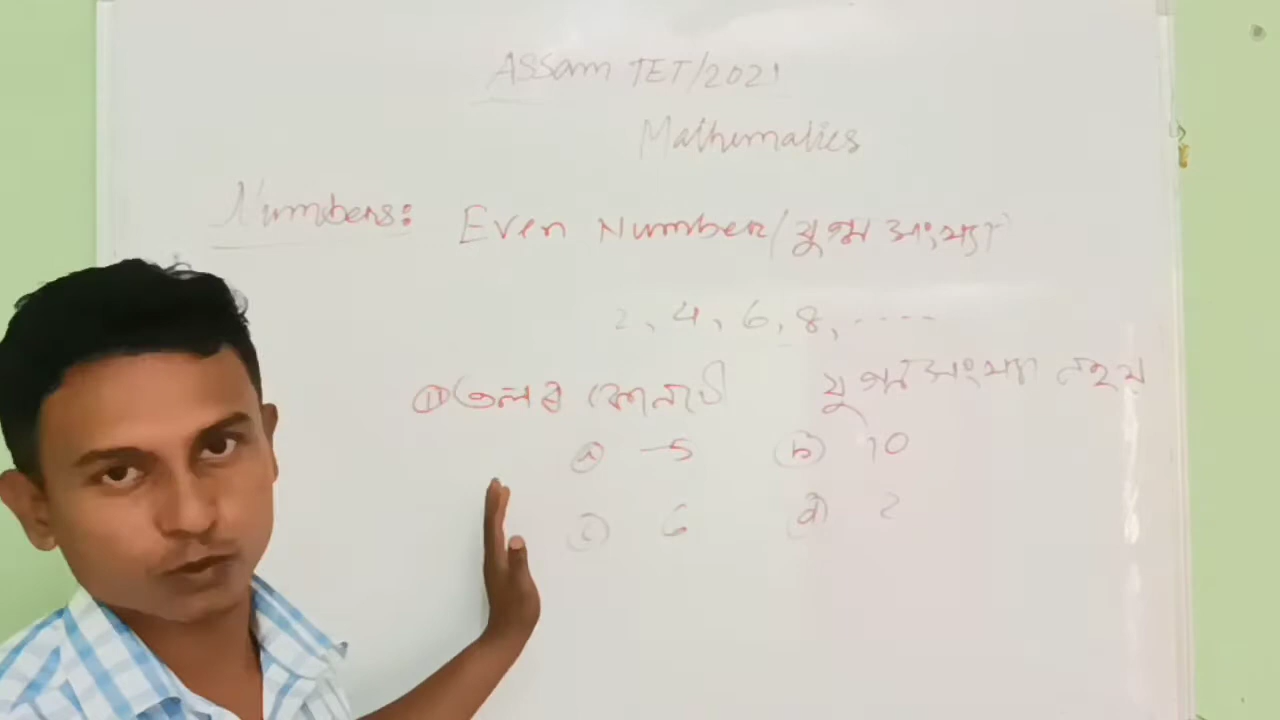 Assam TET/2021
Mathematics
Numbers: Even Number/যুগ্ম সংখ্যা
2, 4, 6, 8, ....
① তলৰ কোনটো যুগ্ম সংখ্যা নহয়
ⓐ 5 ⓑ 10
ⓒ 6 ⓓ 2